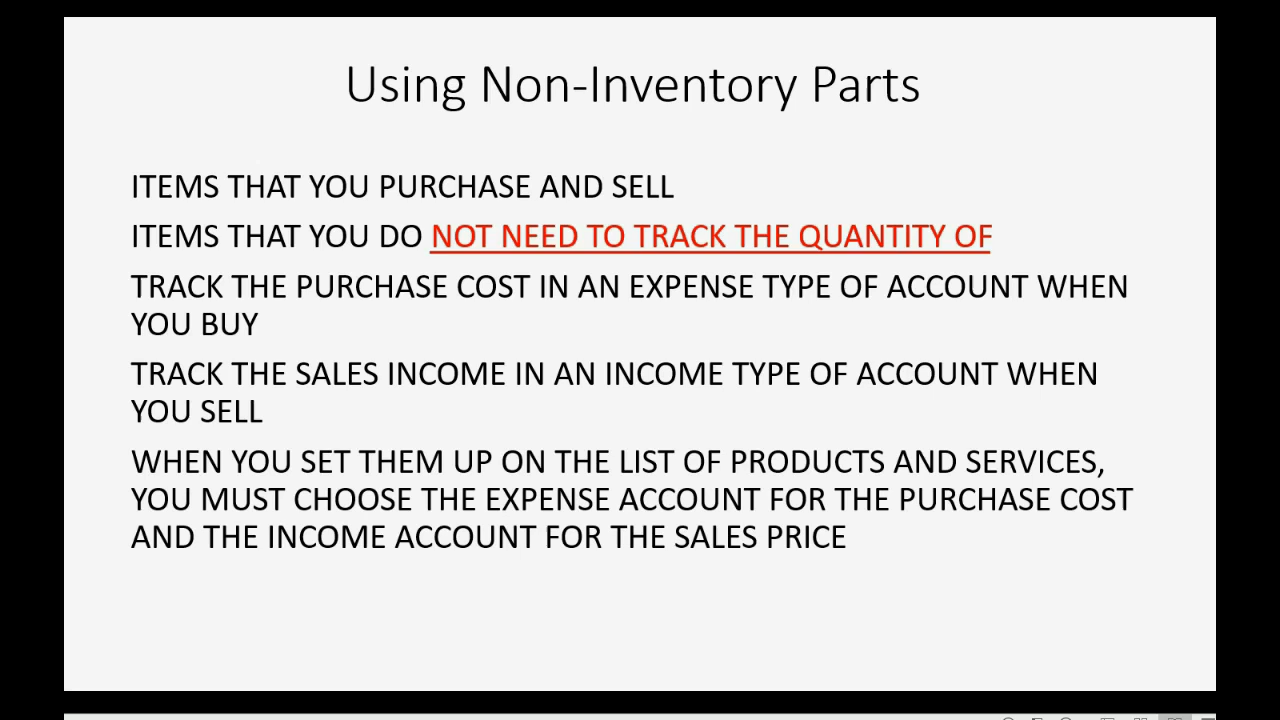 Using Non-Inventory Parts
ITEMS THAT YOU PURCHASE AND SELL
ITEMS THAT YOU DO NOT NEED TO TRACK THE QUANTITY OF
TRACK THE PURCHASE COST IN AN EXPENSE TYPE OF ACCOUNT WHEN
YOU BUY
TRACK THE SALES INCOME IN AN INCOME TYPE OF ACCOUNT WHEN
YOU SELL
WHEN YOU SET THEM UP ON THE LIST OF PRODUCTS AND SERVICES,
YOU MUST CHOOSE THE EXPENSE ACCOUNT FOR THE PURCHASE COST
AND THE INCOME ACCOUNT FOR THE SALES PRICE